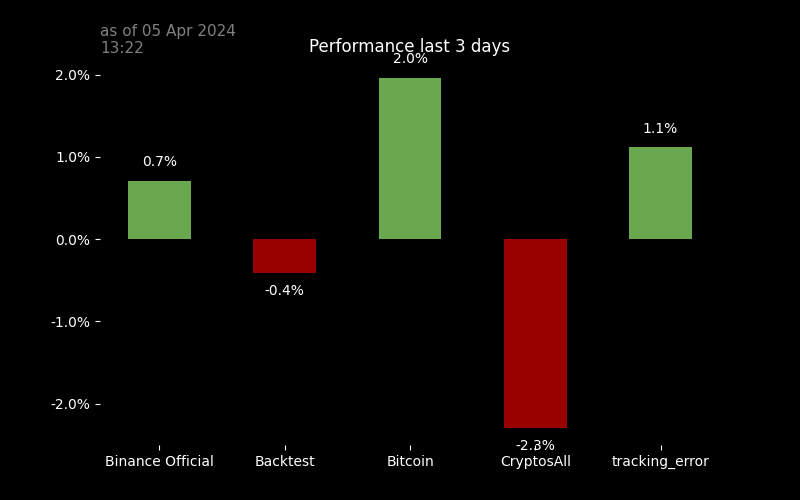 as of 05 Apr 2024
13:22
Performance last 3 days
2.0%
2.0%
1.1%
1.0%
0.7%
0.0%
-0.4%
-1.0%
-2.0%
-2.3%
Binance Official
Backtest
Bitcoin
CryptosAll
tracking_error